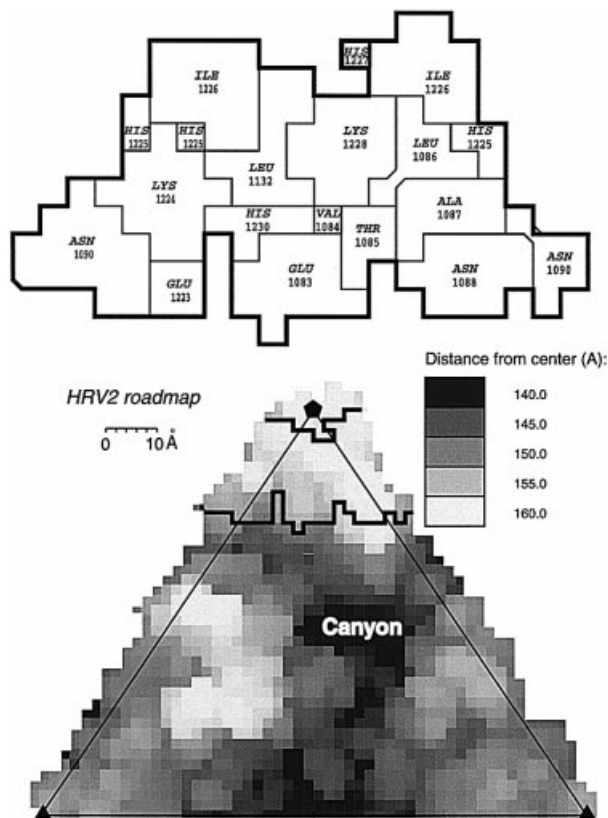 HIS
1227
ILE
1226
ILE
1226
HIS
1225
HIS
1225
LYS
1228
LEU
1086
HIS
1225
LEU
1132
LYS
1224
ALA
1087
HIS
1230
VAL
1084
THR
1085
ASN
1090
GLU
1223
GLU
1083
ASN
1088
ASN
1090
Distance from center (A):
HRV2 roadmap
0 10 Å
140.0
145.0
150.0
155.0
160.0
Canyon